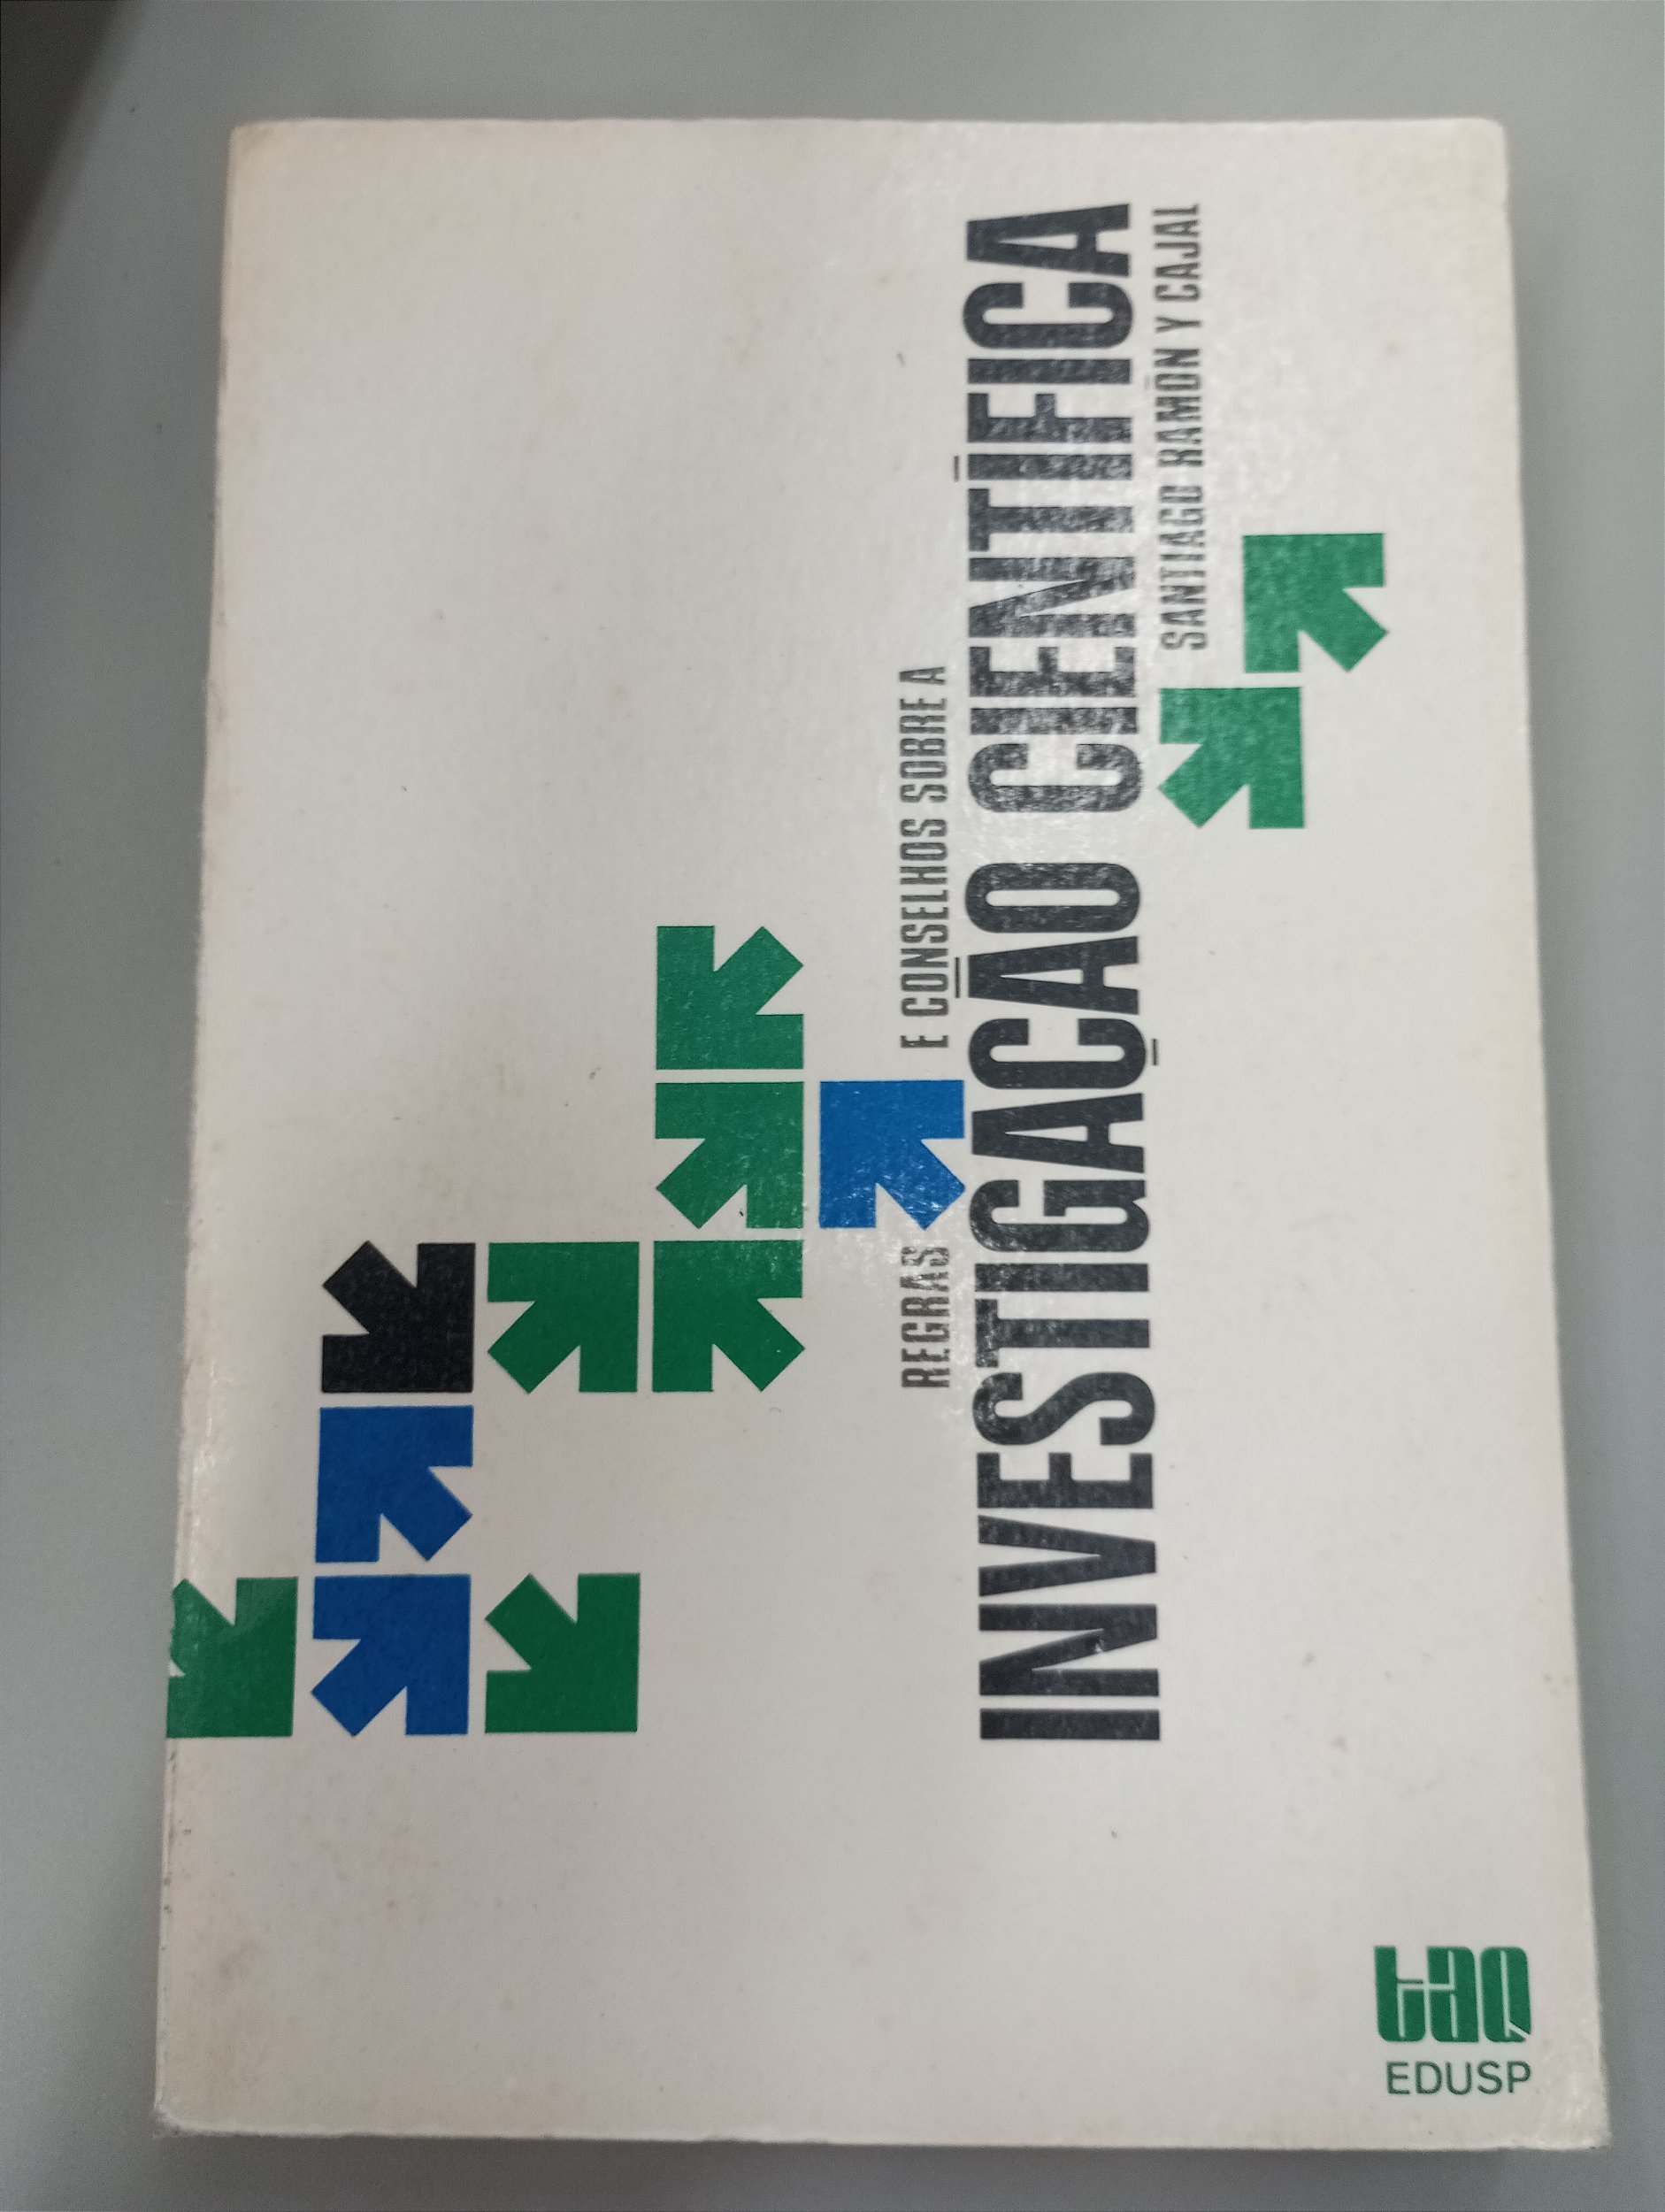 REGRAS E CONSELHOS SOBRE A
INVESTIGAÇÃO CIENTÍFICA
SANTIAGO RAMÓN Y CAJAL
taq
EDUSP